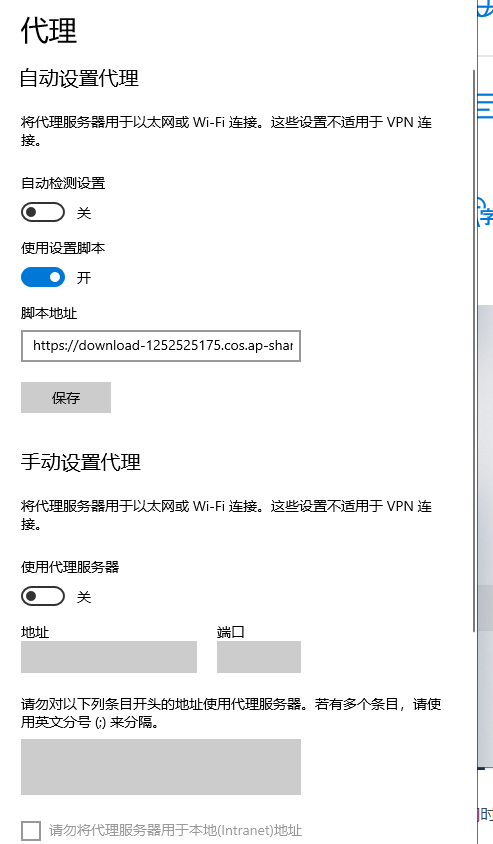 代理
自动设置代理
将代理服务器用于以太网或 Wi-Fi 连接。这些设置不适用于 VPN 连
接。
自动检测设置
关
使用设置脚本
开
脚本地址
https://download-1252525175.cos.ap-shar
保存
手动设置代理
将代理服务器用于以太网或 Wi-Fi 连接。这些设置不适用于 VPN 连
接。
使用代理服务器
关
地址 端口
请勿对以下列条目开头的地址使用代理服务器。若有多个条目，请使
用英文分号 (;) 来分隔。
请勿将代理服务器用于本地(Intranet)地址